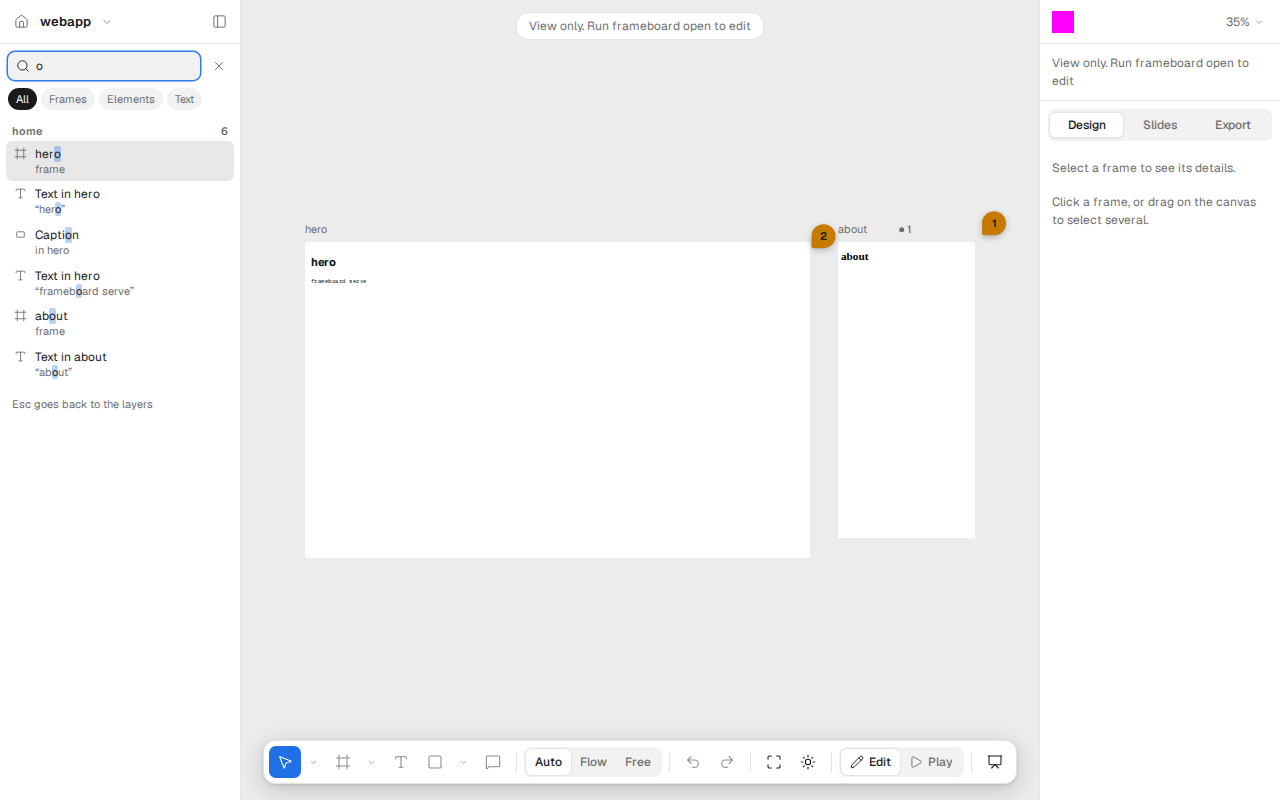 webapp
View only. Run frameboard open to edit
35%
o
View only. Run frameboard open to
edit
All
Frames
Elements
Text
Design
Slides
Export
home
6
hero
frame
Text in hero
“hero”
Caption
in hero
Text in hero
“frameboard serve”
about
frame
Text in about
“about”
Esc goes back to the layers
hero
2
about
1
1
hero
frameboard serve
about
Select a frame to see its details.
Click a frame, or drag on the canvas
to select several.
Auto
Flow
Free
Edit
Play